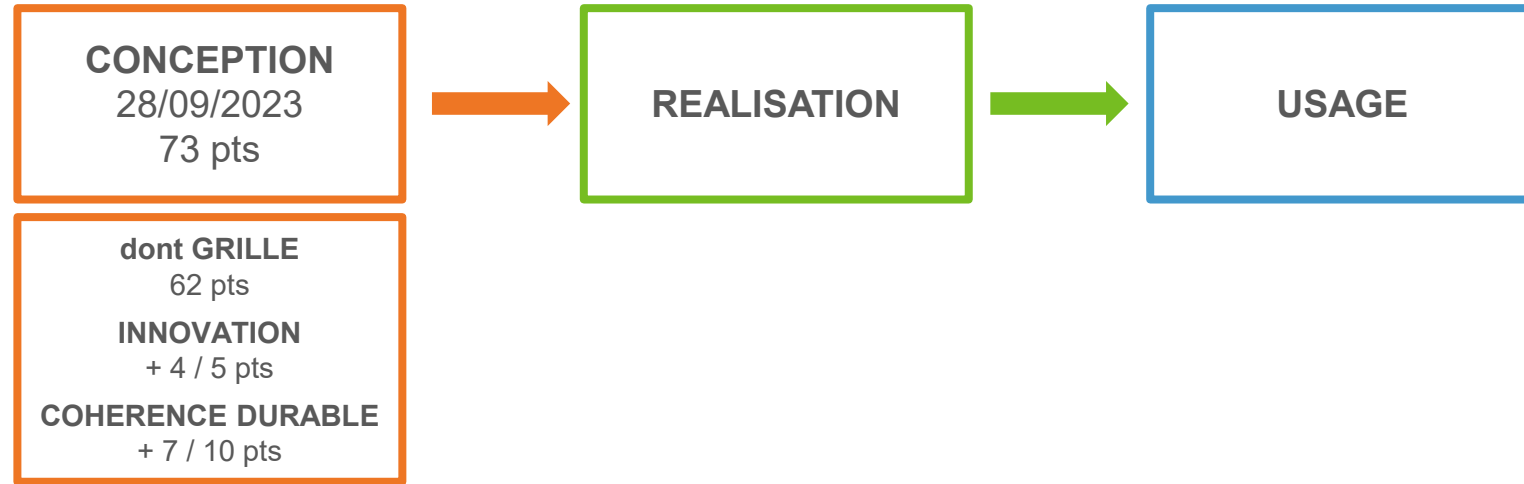 CONCEPTION
28/09/2023
73 pts
REALISATION
USAGE
dont GRILLE
62 pts
INNOVATION
+ 4 / 5 pts
COHERENCE DURABLE
+ 7 / 10 pts